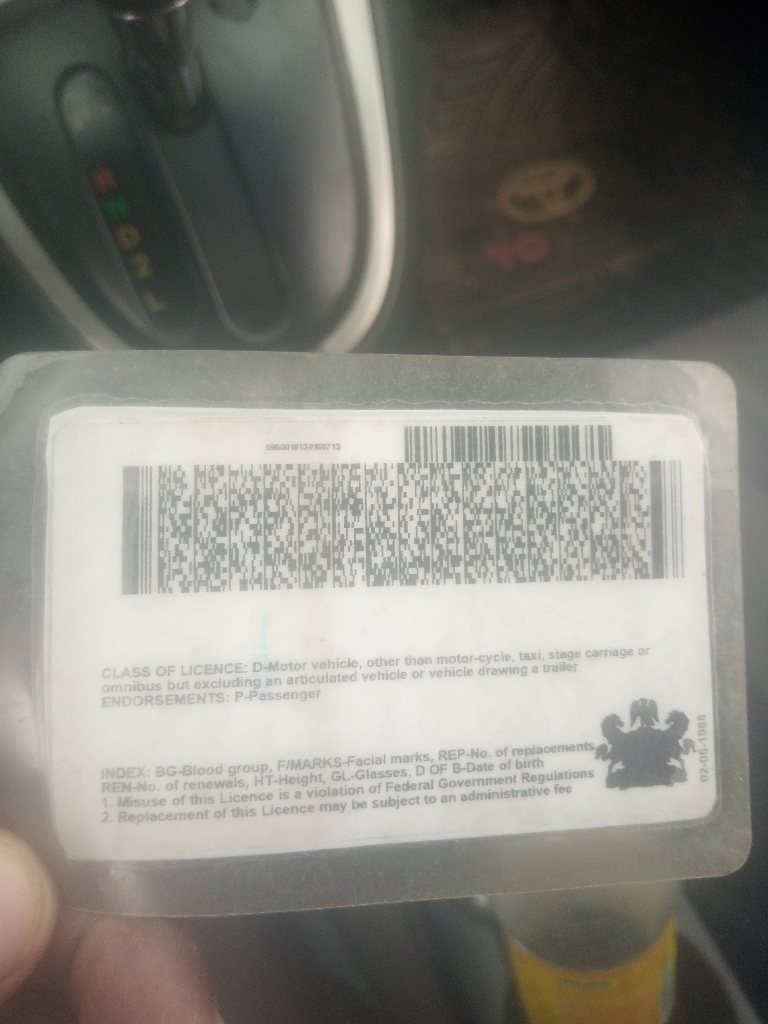 R
N
D
2
L
CLASS OF LICENCE: D-Motor vehicle, other than motor-cycle, taxi, stage carriage or
omnibus but excluding an articulated vehicle or vehicle drawing a trailer
ENDORSEMENTS: P-Passenger
INDEX: BG-Blood group, F/MARKS-Facial marks, REP-No. of replacements
REN-No. of renewals, HT-Height, GL-Glasses, D OF B-Date of birth
1. Misuse of this Licence is a violation of Federal Government Regulations
2. Replacement of this Licence may be subject to an administrative fee
02-06-1988